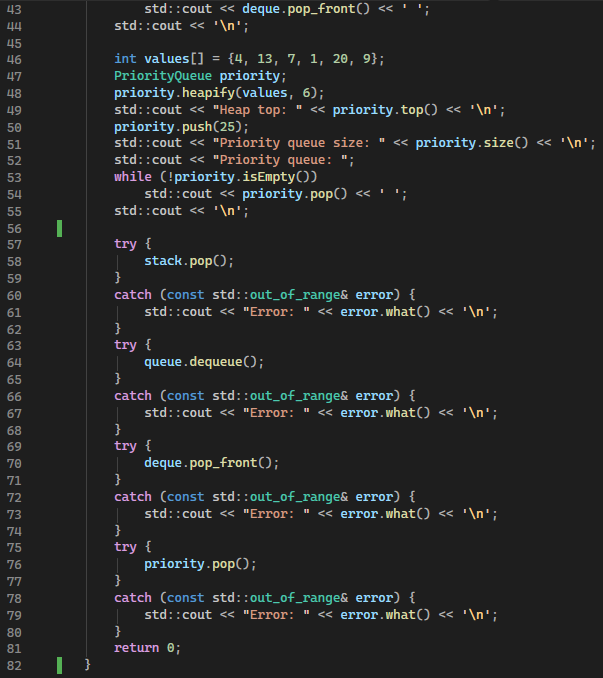 43 std::cout << deque.pop_front() << ' ';
44 std::cout << '\n';
45
46 int values[] = {4, 13, 7, 1, 20, 9};
47 PriorityQueue priority;
48 priority.heapify(values, 6);
49 std::cout << "Heap top: " << priority.top() << '\n';
50 priority.push(25);
51 std::cout << "Priority queue size: " << priority.size() << '\n';
52 std::cout << "Priority queue: ";
53 while (!priority.isEmpty())
54 std::cout << priority.pop() << ' ';
55 std::cout << '\n';
56
57 try {
58 stack.pop();
59 }
60 catch (const std::out_of_range& error) {
61 std::cout << "Error: " << error.what() << '\n';
62 }
63 try {
64 queue.dequeue();
65 }
66 catch (const std::out_of_range& error) {
67 std::cout << "Error: " << error.what() << '\n';
68 }
69 try {
70 deque.pop_front();
71 }
72 catch (const std::out_of_range& error) {
73 std::cout << "Error: " << error.what() << '\n';
74 }
75 try {
76 priority.pop();
77 }
78 catch (const std::out_of_range& error) {
79 std::cout << "Error: " << error.what() << '\n';
80 }
81 return 0;
82 }